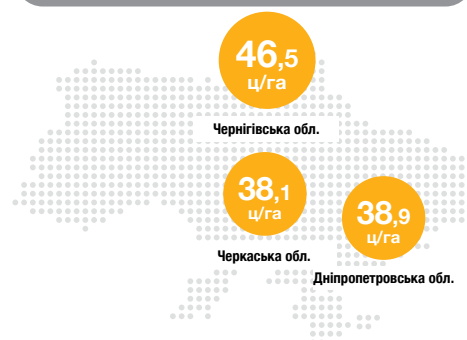 46,5
ц/га
Чернігівська обл.
38,1
ц/га
38,9
ц/га
Черкаська обл.
Дніпропетровська обл.